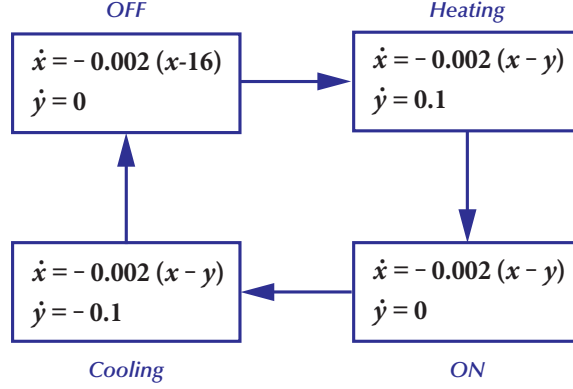 OFF
ẋ = – 0.002 (x-16)
ẏ = 0
Heating
ẋ = –0.002 (x – y)
ẏ = 0.1
ẋ = – 0.002 (x – y)
ẏ = – 0.1
Cooling
ẋ = –0.002 (x – y)
ẏ = 0
ON